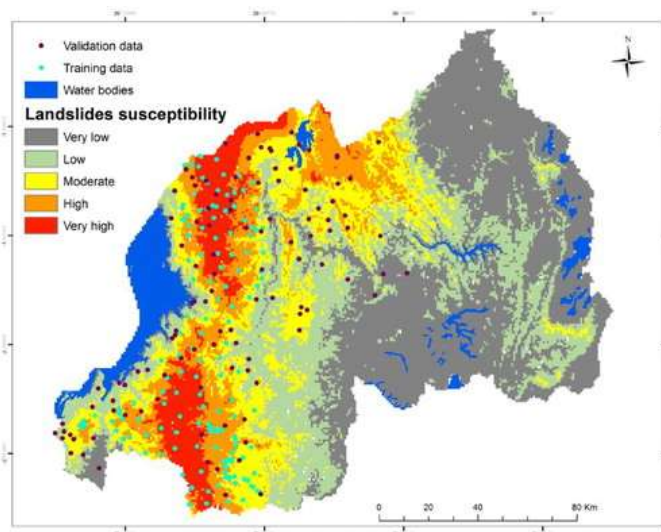 N
Validation data
Training data
Water bodies
Landslides susceptibility
Very low
Low
Moderate
High
Very high
0 20 40 80 Km